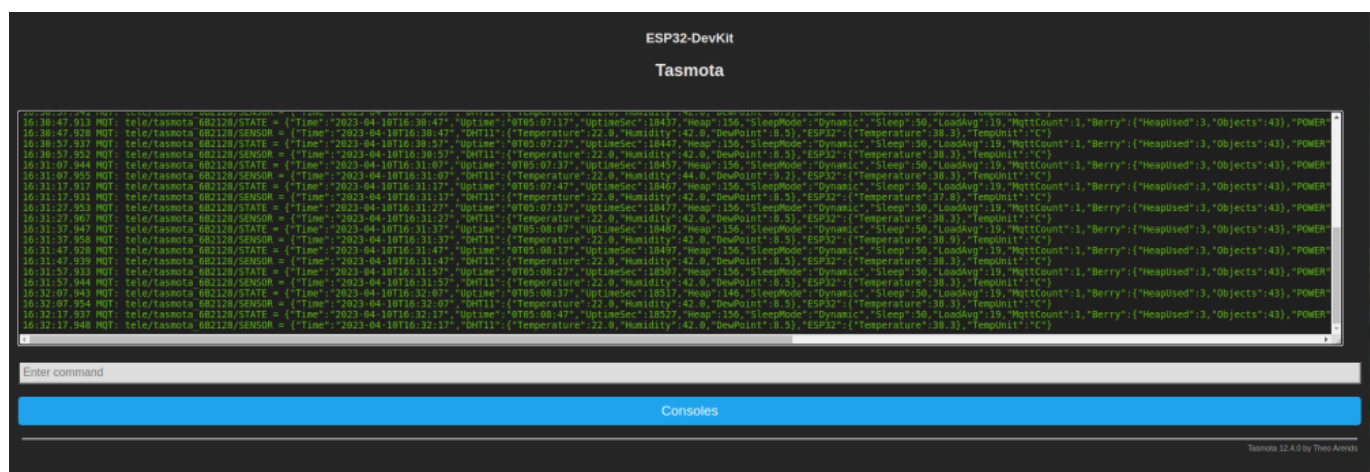 ESP32-DevKit
Tasmota
16:30:47.913 MQT: tele/tasmota_6B2128/STATE = {"Time":"2023-04-10T16:30:47","Uptime":"0T05:07:17","UptimeSec":18437,"Heap":156,"SleepMode":"Dynamic","Sleep":50,"LoadAvg":19,"MqttCount":1,"Berry":{"HeapUsed":3,"Objects":43},"POWER"
16:30:47.928 MQT: tele/tasmota_6B2128/SENSOR = {"Time":"2023-04-10T16:30:47","DHT11":{"Temperature":22.0,"Humidity":42.0,"DewPoint":8.5},"ESP32":{"Temperature":38.3},"TempUnit":"C"}
16:30:57.937 MQT: tele/tasmota_6B2128/STATE = {"Time":"2023-04-10T16:30:57","Uptime":"0T05:07:27","UptimeSec":18447,"Heap":156,"SleepMode":"Dynamic","Sleep":50,"LoadAvg":19,"MqttCount":1,"Berry":{"HeapUsed":3,"Objects":43},"POWER"
16:30:57.952 MQT: tele/tasmota_6B2128/SENSOR = {"Time":"2023-04-10T16:30:57","DHT11":{"Temperature":22.0,"Humidity":42.0,"DewPoint":8.5},"ESP32":{"Temperature":38.3},"TempUnit":"C"}
16:31:07.944 MQT: tele/tasmota_6B2128/STATE = {"Time":"2023-04-10T16:31:07","Uptime":"0T05:07:37","UptimeSec":18457,"Heap":156,"SleepMode":"Dynamic","Sleep":50,"LoadAvg":19,"MqttCount":1,"Berry":{"HeapUsed":3,"Objects":43},"POWER"
16:31:07.955 MQT: tele/tasmota_6B2128/SENSOR = {"Time":"2023-04-10T16:31:07","DHT11":{"Temperature":22.0,"Humidity":44.0,"DewPoint":9.2},"ESP32":{"Temperature":38.3},"TempUnit":"C"}
16:31:17.917 MQT: tele/tasmota_6B2128/STATE = {"Time":"2023-04-10T16:31:17","Uptime":"0T05:07:47","UptimeSec":18467,"Heap":156,"SleepMode":"Dynamic","Sleep":50,"LoadAvg":19,"MqttCount":1,"Berry":{"HeapUsed":3,"Objects":43},"POWER"
16:31:17.931 MQT: tele/tasmota_6B2128/SENSOR = {"Time":"2023-04-10T16:31:17","DHT11":{"Temperature":22.0,"Humidity":42.0,"DewPoint":8.5},"ESP32":{"Temperature":37.8},"TempUnit":"C"}
16:31:27.953 MQT: tele/tasmota_6B2128/STATE = {"Time":"2023-04-10T16:31:27","Uptime":"0T05:07:57","UptimeSec":18477,"Heap":156,"SleepMode":"Dynamic","Sleep":50,"LoadAvg":19,"MqttCount":1,"Berry":{"HeapUsed":3,"Objects":43},"POWER"
16:31:27.967 MQT: tele/tasmota_6B2128/SENSOR = {"Time":"2023-04-10T16:31:27","DHT11":{"Temperature":22.0,"Humidity":42.0,"DewPoint":8.5},"ESP32":{"Temperature":38.3},"TempUnit":"C"}
16:31:37.947 MQT: tele/tasmota_6B2128/STATE = {"Time":"2023-04-10T16:31:37","Uptime":"0T05:08:07","UptimeSec":18487,"Heap":156,"SleepMode":"Dynamic","Sleep":50,"LoadAvg":19,"MqttCount":1,"Berry":{"HeapUsed":3,"Objects":43},"POWER"
16:31:37.958 MQT: tele/tasmota_6B2128/SENSOR = {"Time":"2023-04-10T16:31:37","DHT11":{"Temperature":22.0,"Humidity":42.0,"DewPoint":8.5},"ESP32":{"Temperature":38.9},"TempUnit":"C"}
16:31:47.928 MQT: tele/tasmota_6B2128/STATE = {"Time":"2023-04-10T16:31:47","Uptime":"0T05:08:17","UptimeSec":18497,"Heap":156,"SleepMode":"Dynamic","Sleep":50,"LoadAvg":19,"MqttCount":1,"Berry":{"HeapUsed":3,"Objects":43},"POWER"
16:31:47.939 MQT: tele/tasmota_6B2128/SENSOR = {"Time":"2023-04-10T16:31:47","DHT11":{"Temperature":22.0,"Humidity":42.0,"DewPoint":8.5},"ESP32":{"Temperature":38.3},"TempUnit":"C"}
16:31:57.933 MQT: tele/tasmota_6B2128/STATE = {"Time":"2023-04-10T16:31:57","Uptime":"0T05:08:27","UptimeSec":18507,"Heap":156,"SleepMode":"Dynamic","Sleep":50,"LoadAvg":19,"MqttCount":1,"Berry":{"HeapUsed":3,"Objects":43},"POWER"
16:31:57.944 MQT: tele/tasmota_6B2128/SENSOR = {"Time":"2023-04-10T16:31:57","DHT11":{"Temperature":22.0,"Humidity":42.0,"DewPoint":8.5},"ESP32":{"Temperature":38.3},"TempUnit":"C"}
16:32:07.943 MQT: tele/tasmota_6B2128/STATE = {"Time":"2023-04-10T16:32:07","Uptime":"0T05:08:37","UptimeSec":18517,"Heap":146,"SleepMode":"Dynamic","Sleep":50,"LoadAvg":19,"MqttCount":1,"Berry":{"HeapUsed":3,"Objects":43},"POWER"
16:32:07.954 MQT: tele/tasmota_6B2128/SENSOR = {"Time":"2023-04-10T16:32:07","DHT11":{"Temperature":22.0,"Humidity":42.0,"DewPoint":8.5},"ESP32":{"Temperature":38.3},"TempUnit":"C"}
16:32:17.937 MQT: tele/tasmota_6B2128/STATE = {"Time":"2023-04-10T16:32:17","Uptime":"0T05:08:47","UptimeSec":18527,"Heap":156,"SleepMode":"Dynamic","Sleep":50,"LoadAvg":19,"MqttCount":1,"Berry":{"HeapUsed":3,"Objects":43},"POWER"
16:32:17.948 MQT: tele/tasmota_6B2128/SENSOR = {"Time":"2023-04-10T16:32:17","DHT11":{"Temperature":22.0,"Humidity":42.0,"DewPoint":8.5},"ESP32":{"Temperature":38.3},"TempUnit":"C"}
Enter command
Consoles
Tasmota 12.4.0 by Theo Arends